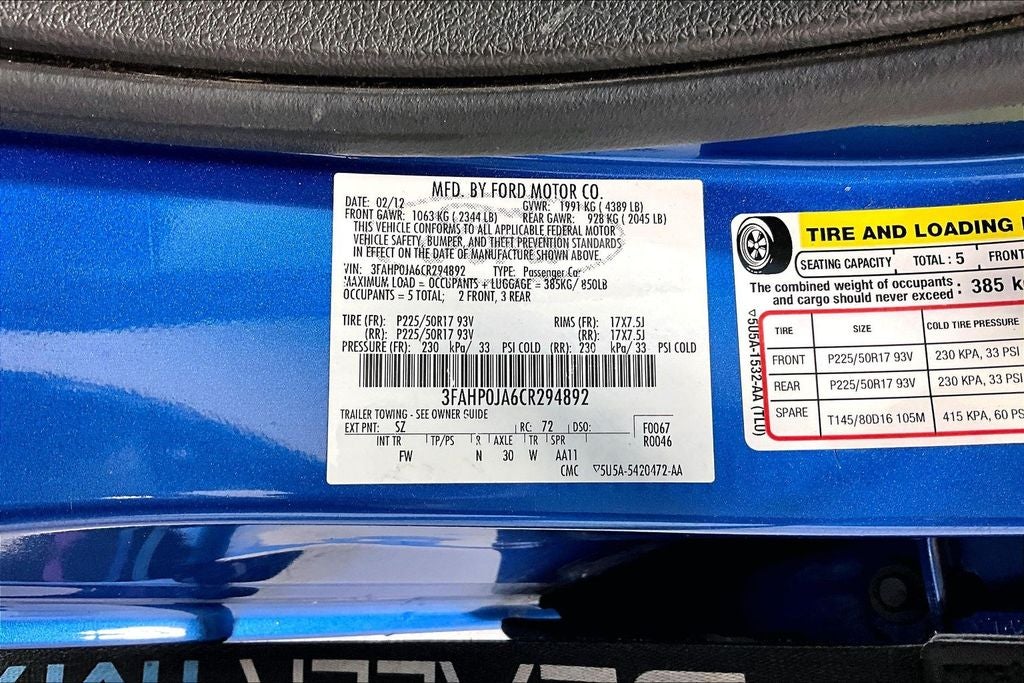 MFD. BY FORD MOTOR CO.
DATE: 02/12 GVWR: 1991 KG ( 4389 LB)
FRONT GAWR: 1063 KG ( 2344 LB) REAR GAWR: 928 KG ( 2045 LB)
THIS VEHICLE CONFORMS TO ALL APPLICABLE FEDERAL MOTOR
VEHICLE SAFETY, BUMPER, AND THEFT PREVENTION STANDARDS
IN EFFECT ON THE DATE OF MANUFACTURE SHOWN ABOVE.
VIN: 3FAHP0JA6CR294892 TYPE: Passenger Car
MAXIMUM LOAD = OCCUPANTS + LUGGAGE = 385KG/ 850LB
OCCUPANTS = 5 TOTAL; 2 FRONT, 3 REAR
TIRE (FR): P225/50R17 93V RIMS (FR): 17X7.5J
(RR): P225/50R17 93V (RR): 17X7.5J
PRESSURE (FR): 230 kPa/ 33 PSI COLD (RR): 230 kPa/ 33 PSI COLD
3FAHP0JA6CR294892
TRAILER TOWING - SEE OWNER GUIDE
EXT PNT: SZ RC: 72 DSO: F0067
INT TR TP/PS R AXLE TR SPR R0046
FW N 30 W AA11
CMC ▽5U5A-5420472-AA
TIRE AND LOADING
SEATING CAPACITY TOTAL : 5 FRONT
The combined weight of occupants
and cargo should never exceed : 385
TIRE SIZE COLD TIRE PRESSURE
FRONT P225/50R17 93V 230 KPA, 33 PSI
REAR P225/50R17 93V 230 KPA, 33 PSI
SPARE T145/80D16 105M 415 KPA, 60
▽5U5A-1532-AA (TLU)